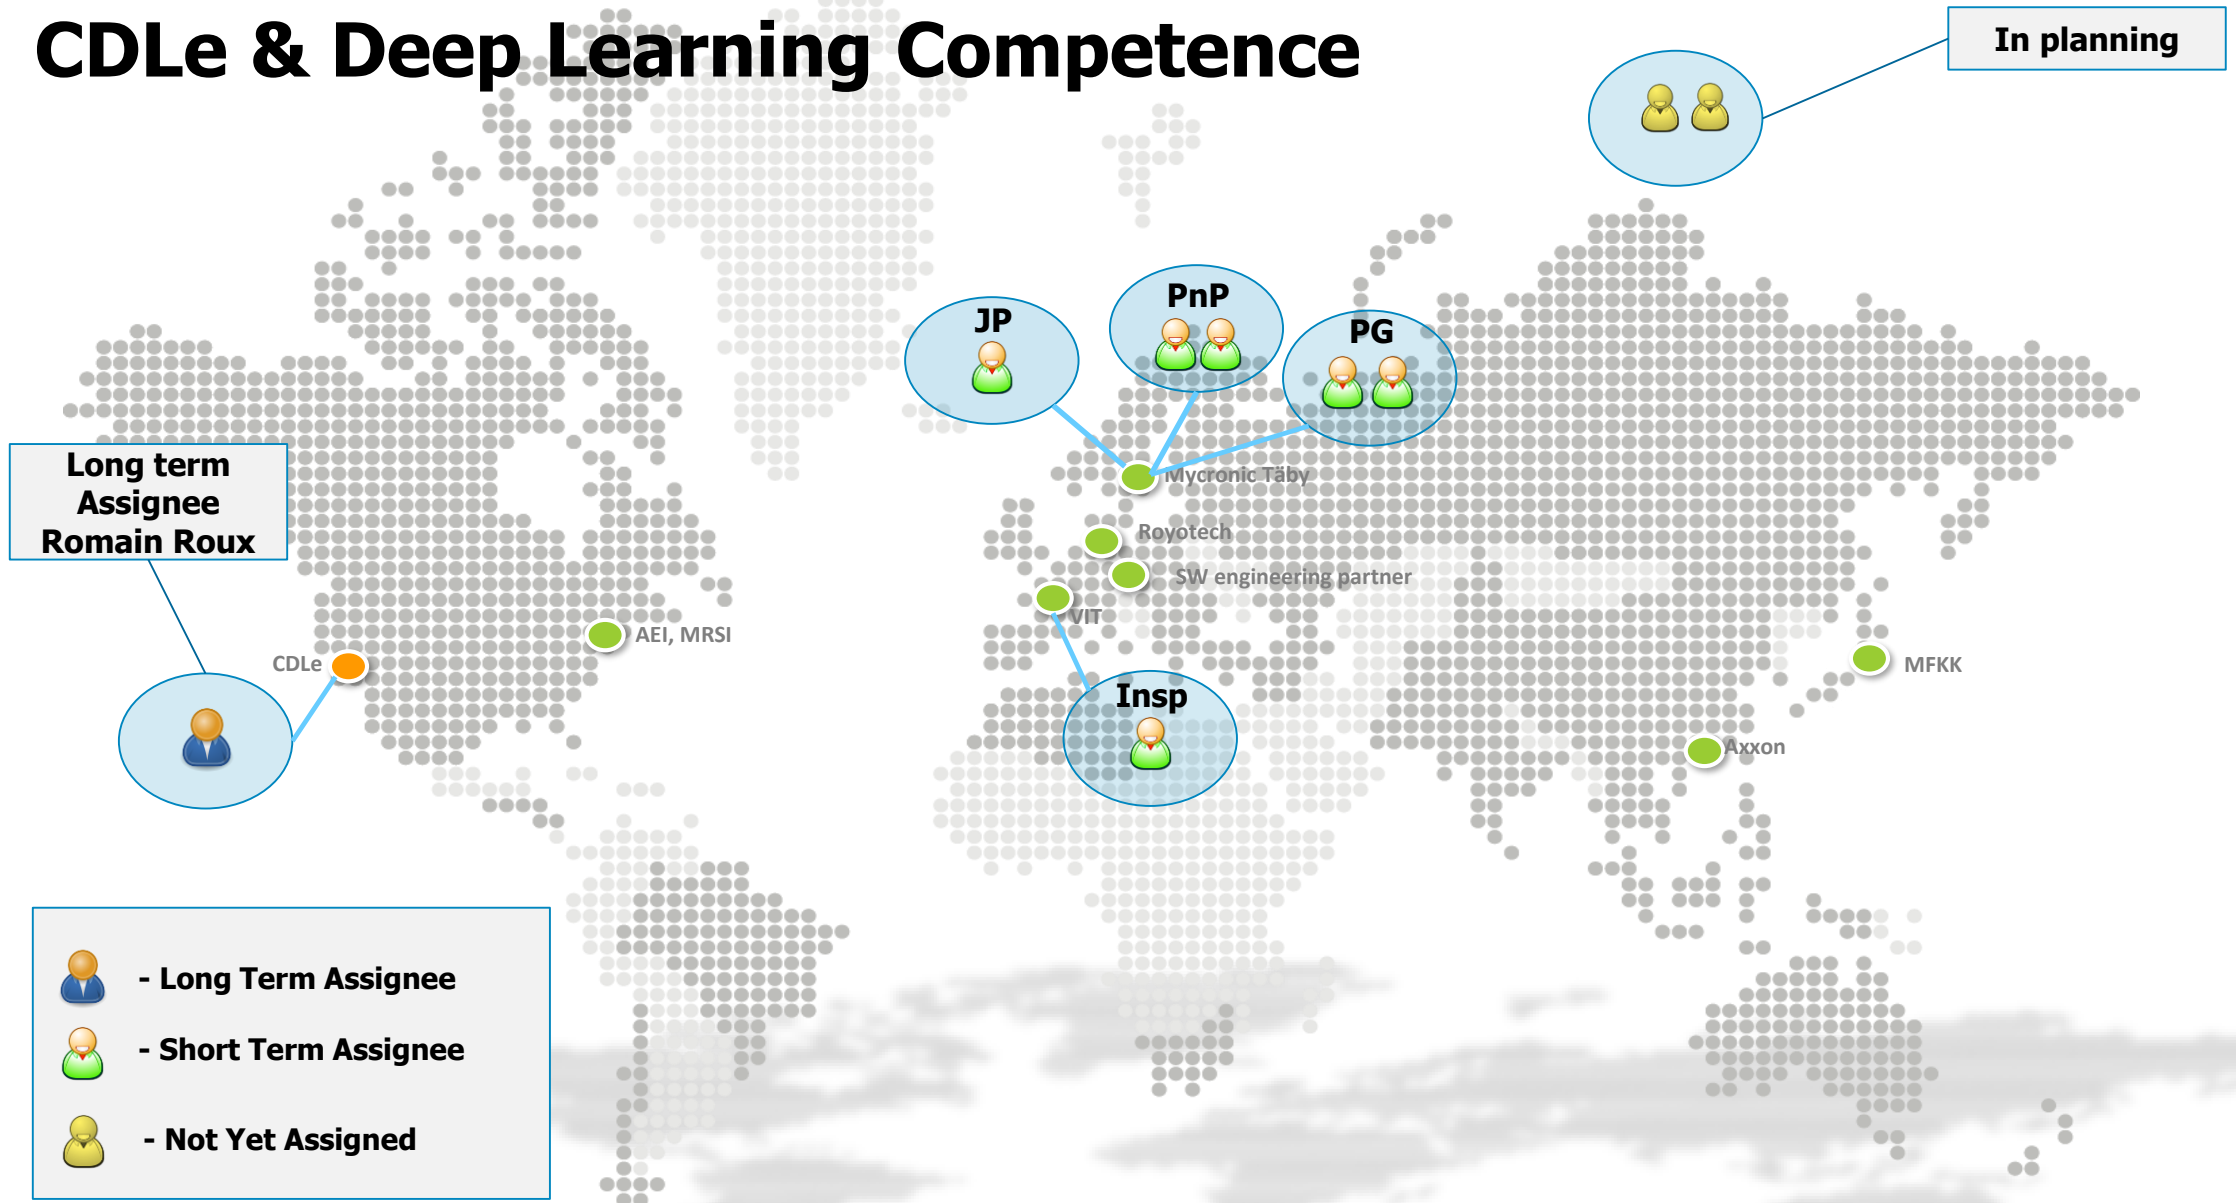 CDLe & Deep Learning Competence
In planning
PnP
JP
PG
Long term
Assignee
Romain Roux
Mycronic Täby
Royotech
SW engineering partner
VIT
AEI, MRSI
CDLe
MFKK
Insp
Axxon
- Long Term Assignee
- Short Term Assignee
- Not Yet Assigned